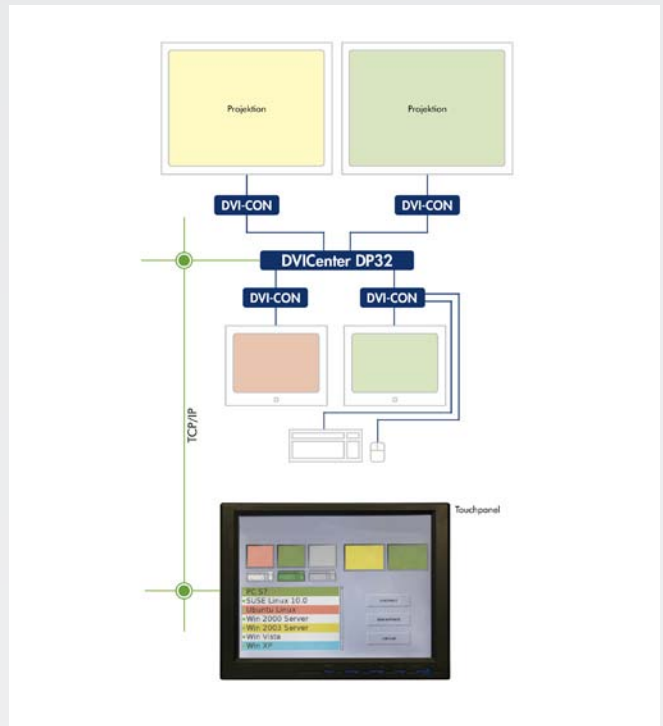 Projektion
Projektion
DVI-CON
DVI-CON
DVICenter DP32
DVI-CON
DVI-CON
TCP/IP
Touchpanel
PC S7
SUSE Linux 10.0
Ubuntu Linux
Win 2000 Server
Win 2003 Server
Win Vista
Win XP